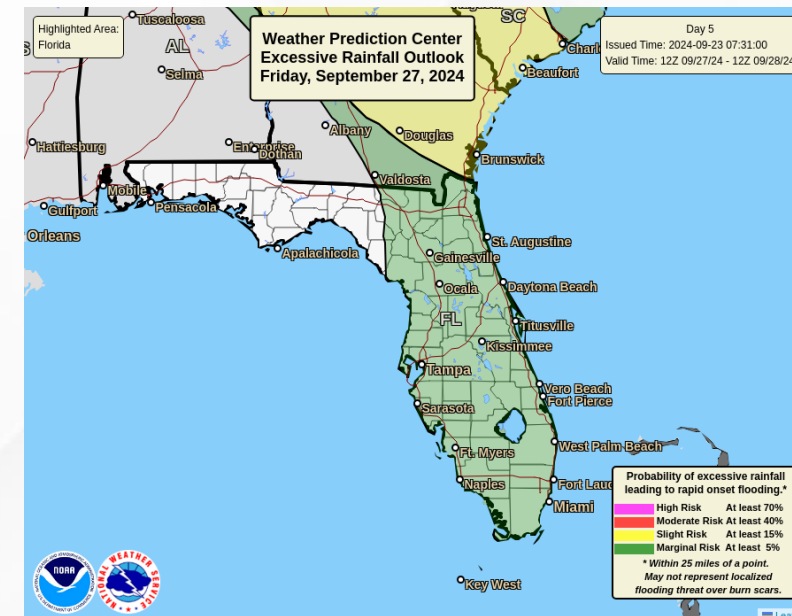 Highlighted Area:
Florida
Weather Prediction Center
Excessive Rainfall Outlook
Friday, September 27, 2024
Day 5
Issued Time: 2024-09-23 07:31:00
Valid Time: 12Z 09/27/24 - 12Z 09/28/24
Tuscaloosa
SC
AL
Charl
Selma
Beaufort
Albany
Douglas
Hattiesburg
Enterprise
Dothan
Brunswick
Valdosta
Mobile
Gulfport
Pensacola
Orleans
St. Augustine
Apalachicola
Gainesville
Ocala
Daytona Beach
FL
Titusville
Kissimmee
Tampa
Vero Beach
Fort Pierce
Sarasota
West Palm Beach
Ft. Myers
Naples
Fort Laud
Miami
Key West
Probability of excessive rainfall
leading to rapid onset flooding.*
High Risk At least 70%
Moderate Risk At least 40%
Slight Risk At least 15%
Marginal Risk At least 5%
* Within 25 miles of a point.
May not represent localized
flooding threat over burn scars.
NOAA
NATIONAL WEATHER
SERVICE